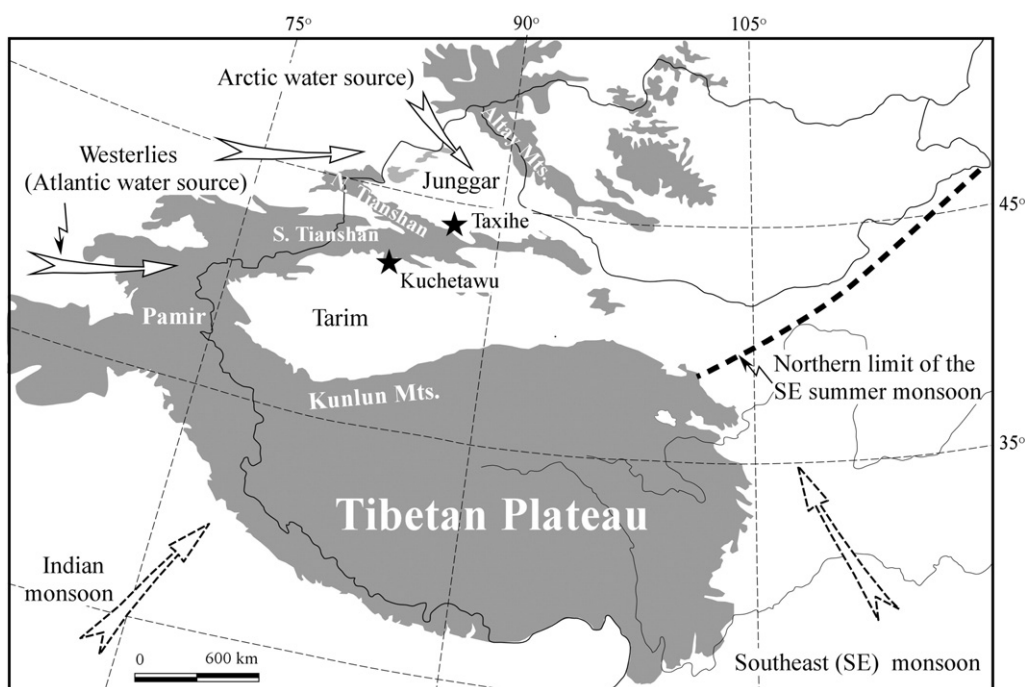 75°
90°
105°
Arctic water source)
Westerlies
(Atlantic water source)
Altay Mts.
Junggar
N. Tianshan
45°
Taxihe
S. Tianshan
Kuchetawu
Pamir
Tarim
Northern limit of the
SE summer monsoon
Kunlun Mts.
35°
Tibetan Plateau
Indian
monsoon
0 600 km
Southeast (SE) monsoon